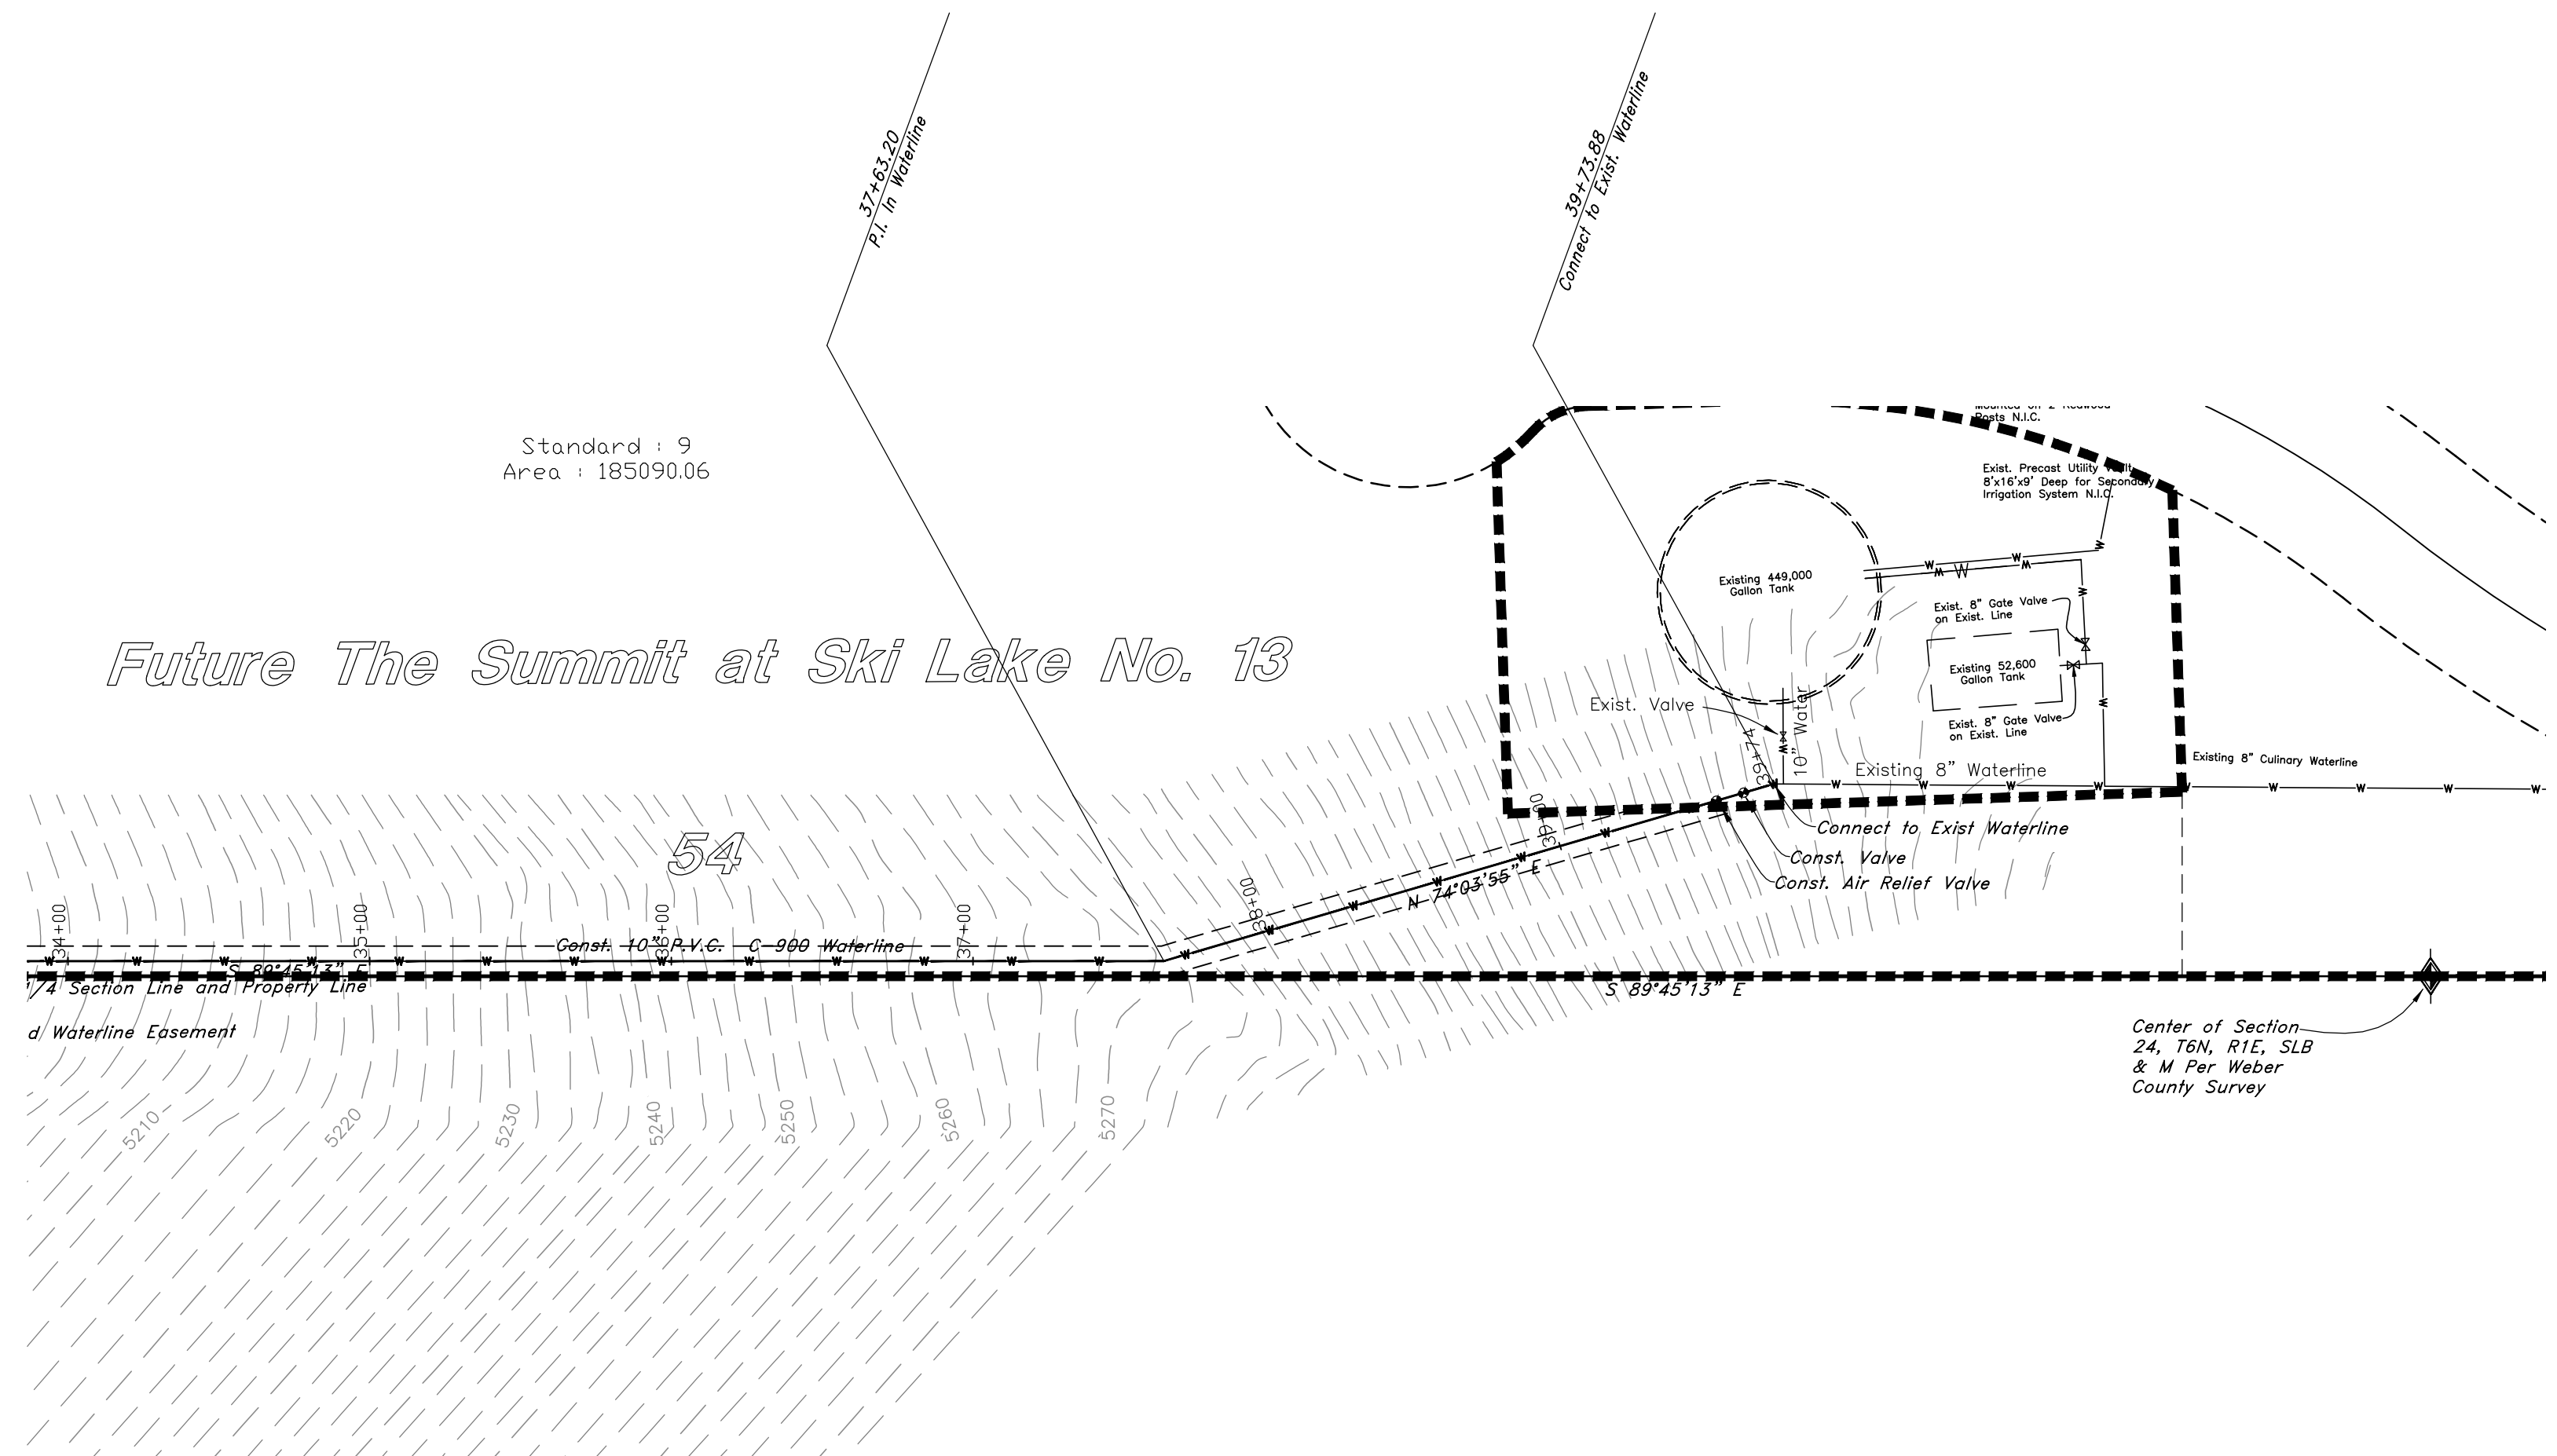 37+63.20
P.I. In Waterline
39+73.88
Connect to Exist. Waterline
Posts N.I.C.
Standard : 9
Area : 185090.06
Exist. Precast Utility Vault
8'x16'x9' Deep for Secondary
Irrigation System N.I.C.
Existing 449,000
Gallon Tank
W
W
W
W
W
Exist. 8" Gate Valve
on Exist. Line
Future The Summit at Ski Lake No. 13
Existing 52,600
Gallon Tank
Exist. Valve
10" Water
Exist. 8" Gate Valve
on Exist. Line
39+74
Existing 8" Waterline
Existing 8" Culinary Waterline
39+00
Connect to Exist Waterline
54
Const. Valve
N 74°03'55" E
Const. Air Relief Valve
34+00
35+00
36+00
37+00
38+00
Const. 10" P.V.C. C-900 Waterline
S 89°45'13" E
1/4 Section Line and Property Line
S 89°45'13" E
d Waterline Easement
Center of Section
24, T6N, R1E, SLB
& M Per Weber
County Survey
5210
5220
5230
5240
5250
5260
5270